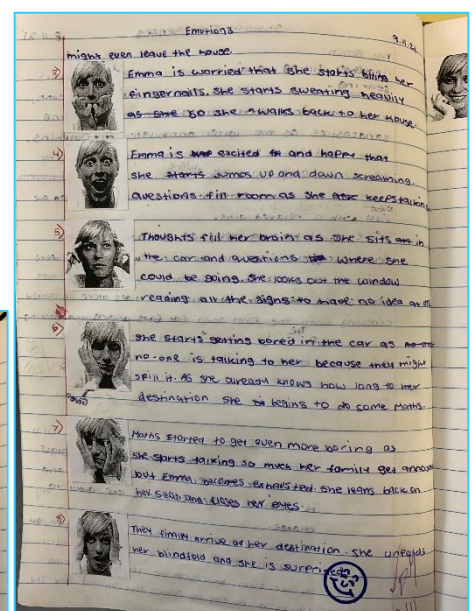 Emotions
9.11.21
might even leave the house.
3) Emma is worried that she starts biting her
fingernails. She starts sweating heavily
as she so she walks back to her house.
4) Emma is excited and happy that
she starts jumps up and down screaming.
questions fill room as she keeps talking
5) Thoughts fill her brain as she sits in
the car and questions where she
could be going. She looks out the window
reading all the signs to have no idea at all
6) She starts getting bored in the car as
no-one is talking to her because they might
spill it. As she already knows how long to her
destination she begins to do some Maths.
7) Maths started to get even more boring as
she starts talking so much her family get annoyed
but Emma becomes exhausted. She leans back on
her seat and closes her eyes.
8) They finally arrive at her destination. She unfolds
her blindfold and she is surprised